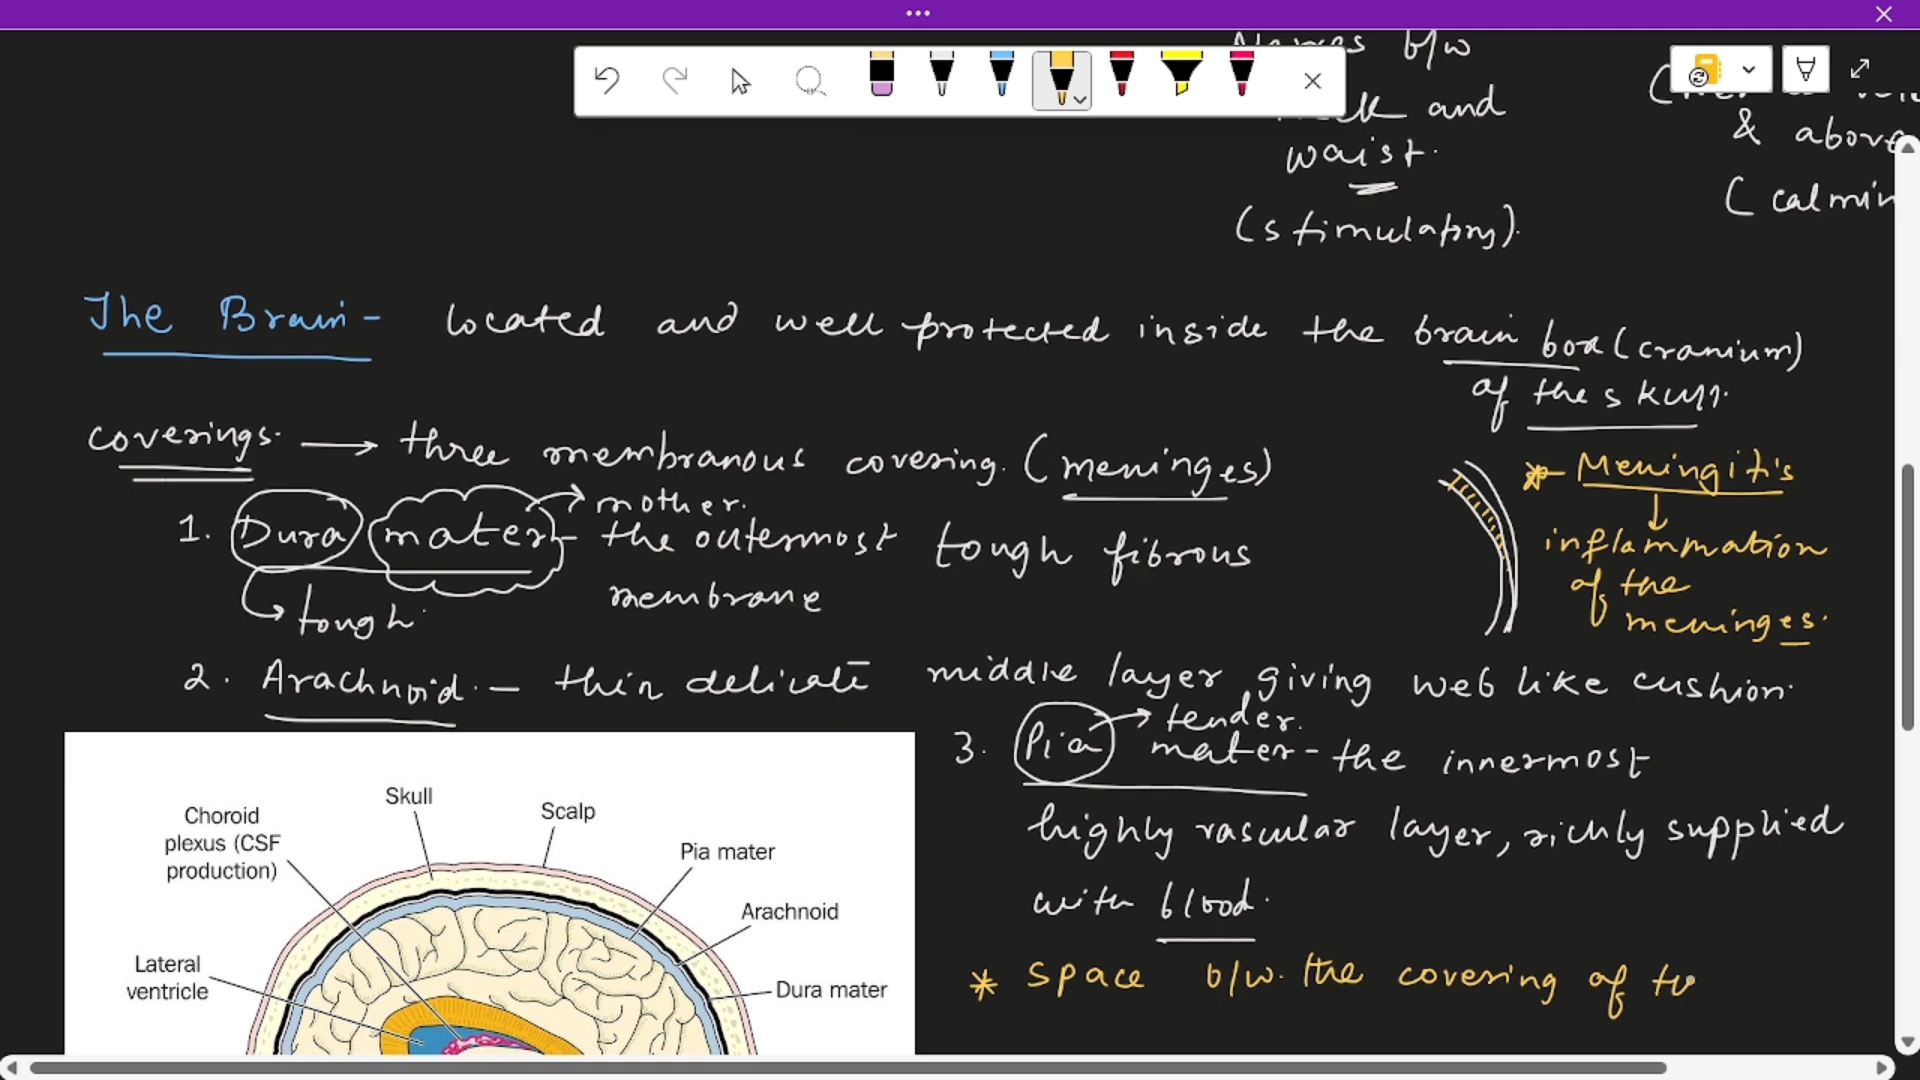 b/w
and
waist.
(stimulatory).
& above
(calmin
The Brain - located and well protected inside the brain box (cranium)
of the skull.
coverings. → three membranous covering. (meninges)
* Meningitis
↓
inflammation
of the
meninges.
→ mother.
1. Dura mater - the outermost tough fibrous
membrane
→ tough.
2. Arachnoid. - thin delicate middle layer giving web like cushion.
→ tender.
3. Pia mater - the innermost
highly vascular layer, richly supplied
with blood.
* Space b/w. the covering of
Skull
Scalp
Choroid
plexus (CSF
production)
Pia mater
Arachnoid
Lateral
ventricle
Dura mater